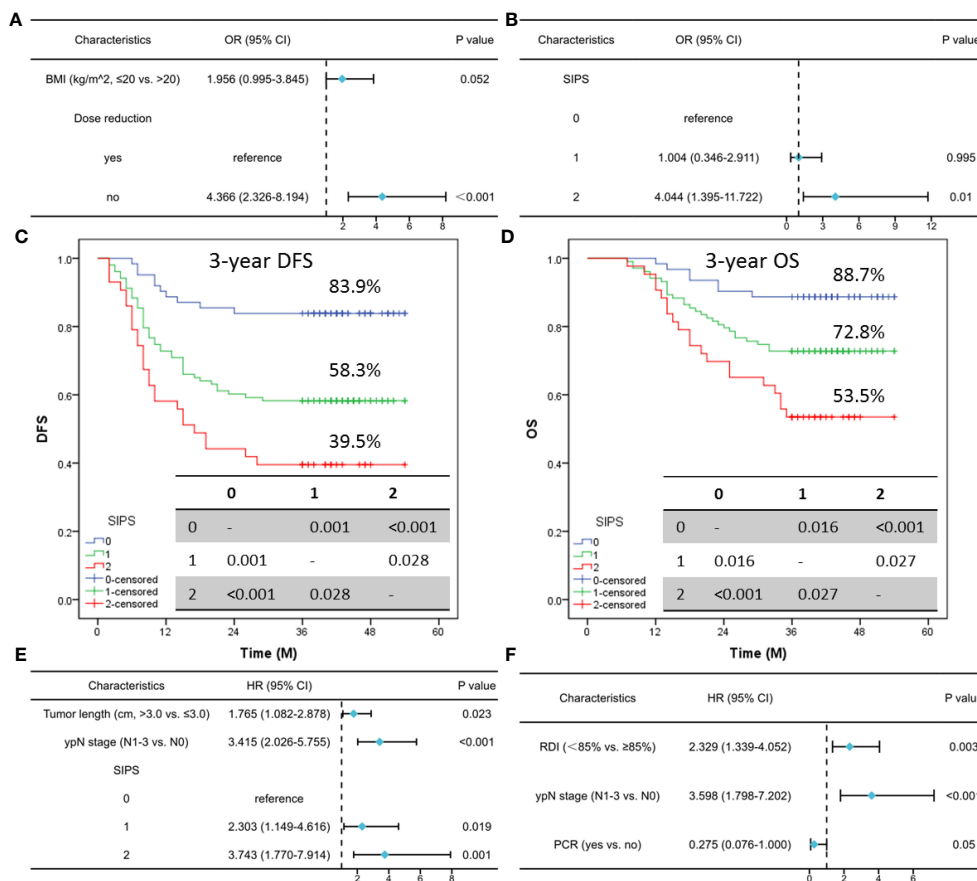 A
Characteristics OR (95% CI) P value
BMI (kg/m^2, ≤20 vs. >20) 1.956 (0.995-3.845) 0.052
Dose reduction
yes reference
no 4.366 (2.326-8.194) <0.001
2 4 6 8
B
Characteristics OR (95% CI) P value
SIPS
0 reference
1 1.004 (0.346-2.911) 0.995
2 4.044 (1.395-11.722) 0.01
0 3 6 9 12
C
3-year DFS
83.9%
58.3%
39.5%
DFS
1.0
0.8
0.6
0.4
0.2
0.0
0 1 2
0 - 0.001 <0.001
1 0.001 - 0.028
2 <0.001 0.028 -
SIPS
0
1
2
0-censored
1-censored
2-censored
0 12 24 36 48 60
Time (M)
D
3-year OS
88.7%
72.8%
53.5%
OS
1.0
0.8
0.6
0.4
0.2
0.0
0 1 2
0 - 0.016 <0.001
1 0.016 - 0.027
2 <0.001 0.027 -
SIPS
0
1
2
0-censored
1-censored
2-censored
0 12 24 36 48 60
Time (M)
E
Characteristics HR (95% CI) P value
Tumor length (cm, >3.0 vs. ≤3.0) 1.765 (1.082-2.878) 0.023
ypN stage (N1-3 vs. N0) 3.415 (2.026-5.755) <0.001
SIPS
0 reference
1 2.303 (1.149-4.616) 0.019
2 3.743 (1.770-7.914) 0.001
2 4 6 8
F
Characteristics HR (95% CI) P value
RDI (<85% vs. ≥85%) 2.329 (1.339-4.052) 0.003
ypN stage (N1-3 vs. N0) 3.598 (1.798-7.202) <0.001
PCR (yes vs. no) 0.275 (0.076-1.000) 0.05
0 2 4 6